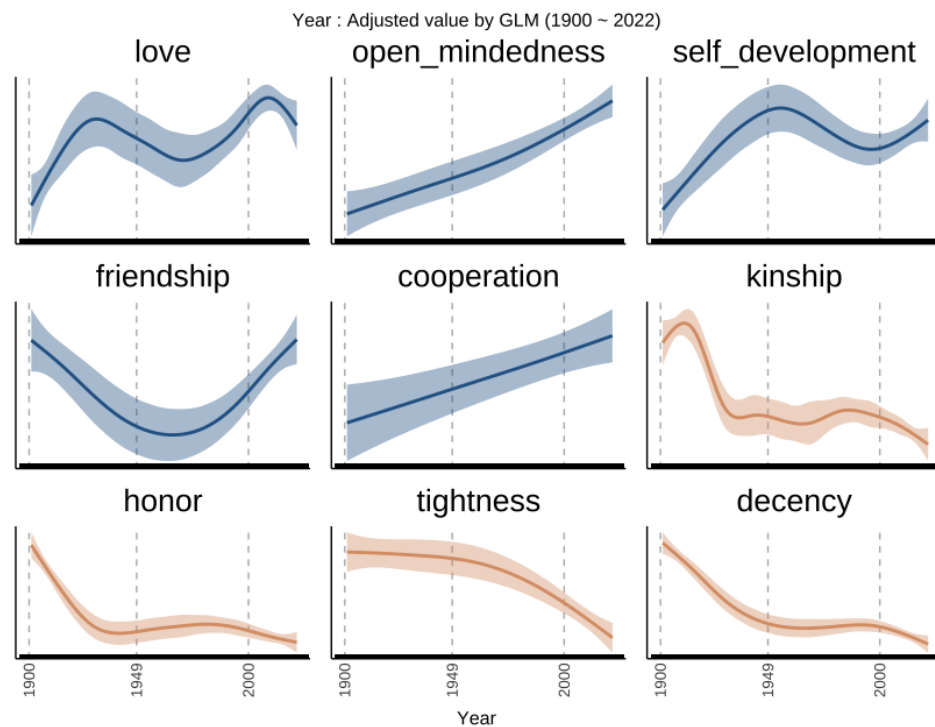 Year : Adjusted value by GLM (1900 ~ 2022)
love open_mindedness self_development
friendship cooperation kinship
honor tightness decency
1900 1949 2000 1900 1949 2000 1900 1949 2000
Year